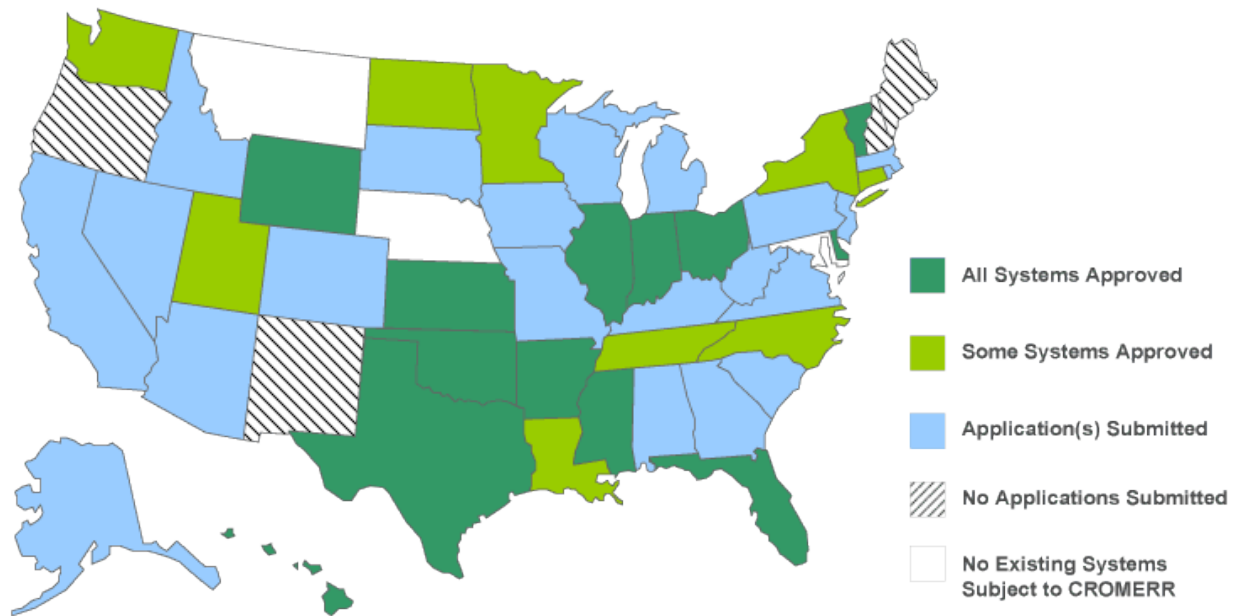 All Systems Approved
Some Systems Approved
Application(s) Submitted
No Applications Submitted
No Existing Systems
Subject to CROMERR